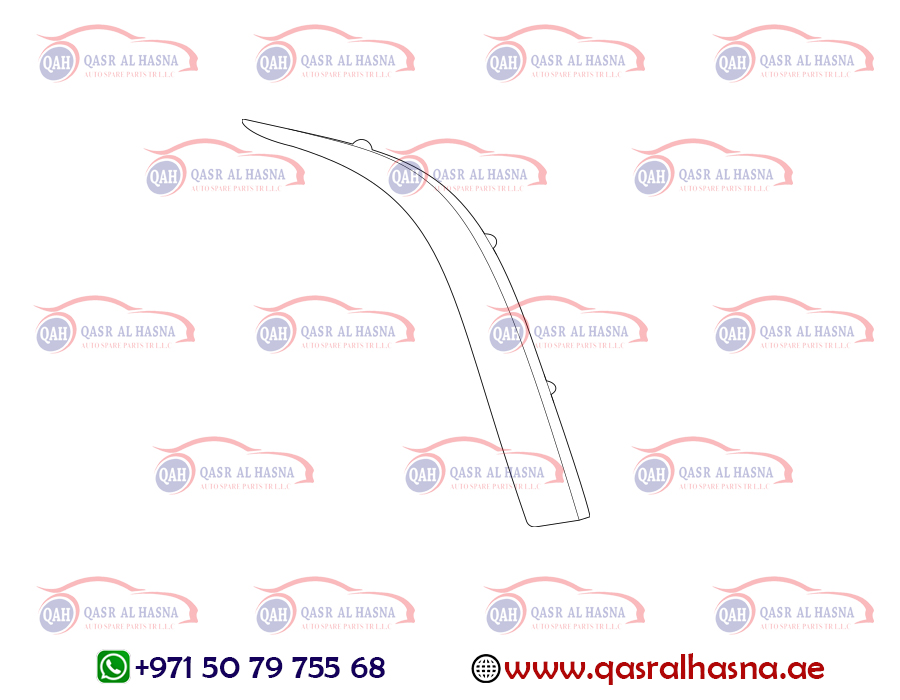 QAH QASR AL HASNA QAH QASR AL HASNA QAH QASR AL HASNA QAH QASR AL HASNA
AUTO SPARE PARTS TR L.L.C AUTO SPARE PARTS TR L.L.C AUTO SPARE PARTS TR L.L.C AUTO SPARE PARTS TR L.L.C
QAH QASR AL HASNA QAH QASR AL HASNA QAH QASR AL HASNA
AUTO SPARE PARTS TR L.L.C AUTO SPARE PARTS TR L.L.C AUTO SPARE PARTS TR L.L.C
QAH QASR AL HASNA QAH QASR AL HASNA QAH QASR AL HASNA QAH QASR AL HASNA
AUTO SPARE PARTS TR L.L.C AUTO SPARE PARTS TR L.L.C AUTO SPARE PARTS TR L.L.C AUTO SPARE PARTS TR L.L.C
QAH QASR AL HASNA QAH QASR AL HASNA QAH QASR AL HASNA
AUTO SPARE PARTS TR L.L.C AUTO SPARE PARTS TR L.L.C AUTO SPARE PARTS TR L.L.C
QAH QASR AL HASNA QAH QASR AL HASNA QAH QASR AL HASNA QAH QASR AL HASNA
AUTO SPARE PARTS TR L.L.C AUTO SPARE PARTS TR L.L.C AUTO SPARE PARTS TR L.L.C AUTO SPARE PARTS TR L.L.C
+971 50 79 755 68 www.qasralhasna.ae